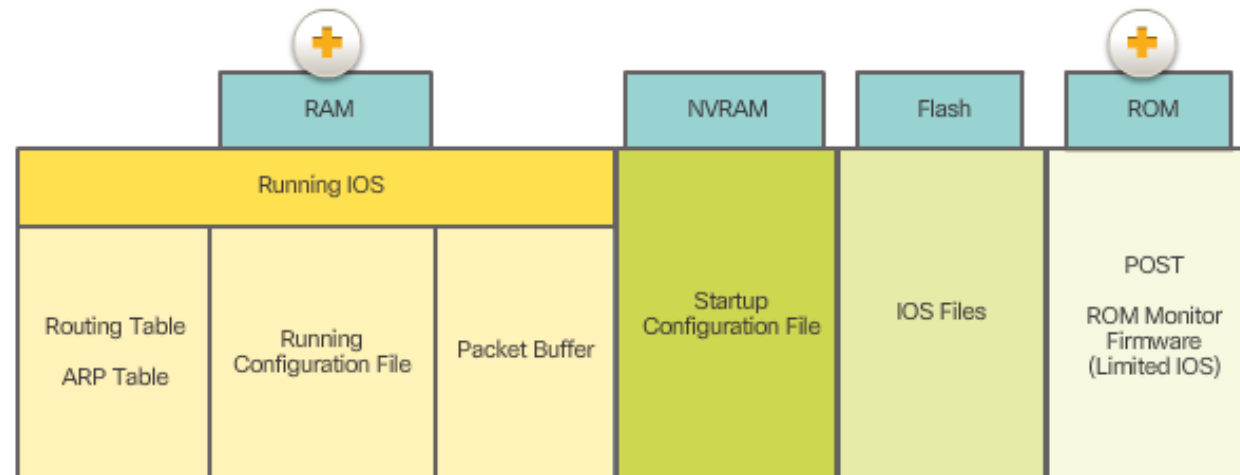 RAM
NVRAM
Flash
ROM
Running IOS
Routing Table
ARP Table
Running
Configuration File
Packet Buffer
Startup
Configuration File
IOS Files
POST
ROM Monitor
Firmware
(Limited IOS)